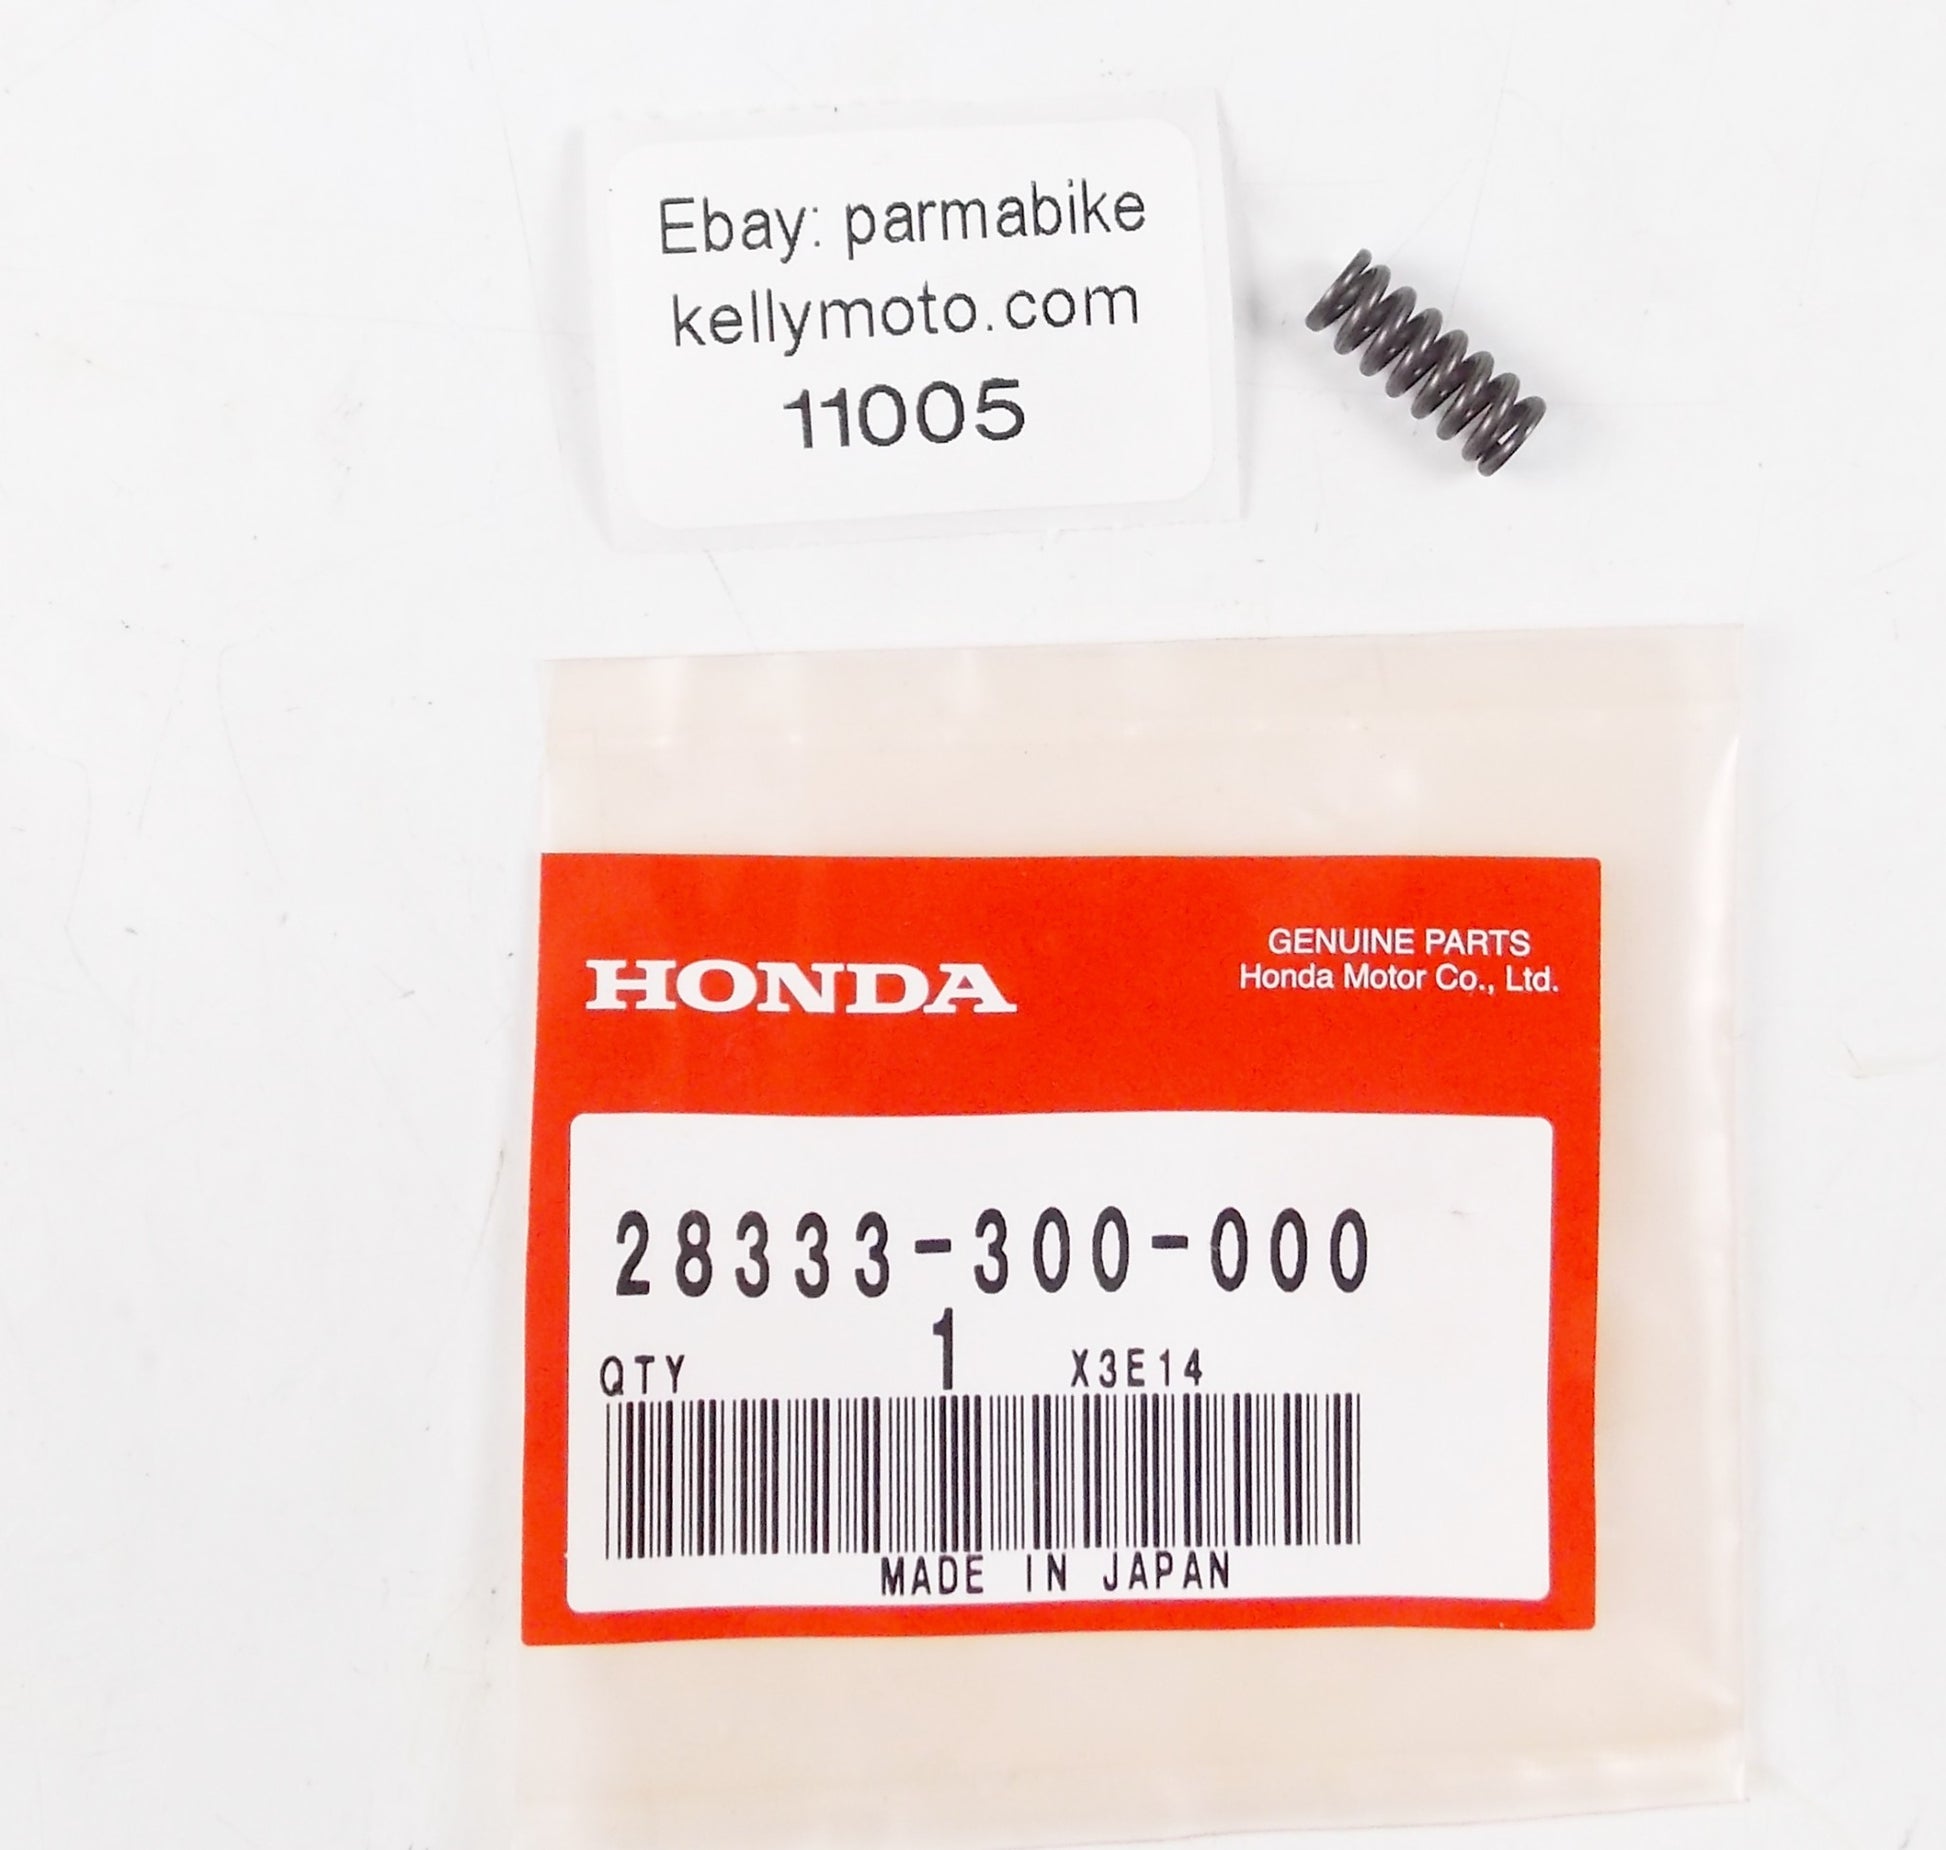 Ebay: parmabike
kellymoto.com
11005
HONDA
GENUINE PARTS
Honda Motor Co., Ltd.
28333-300-000
QTY 1 X3E14
MADE IN JAPAN